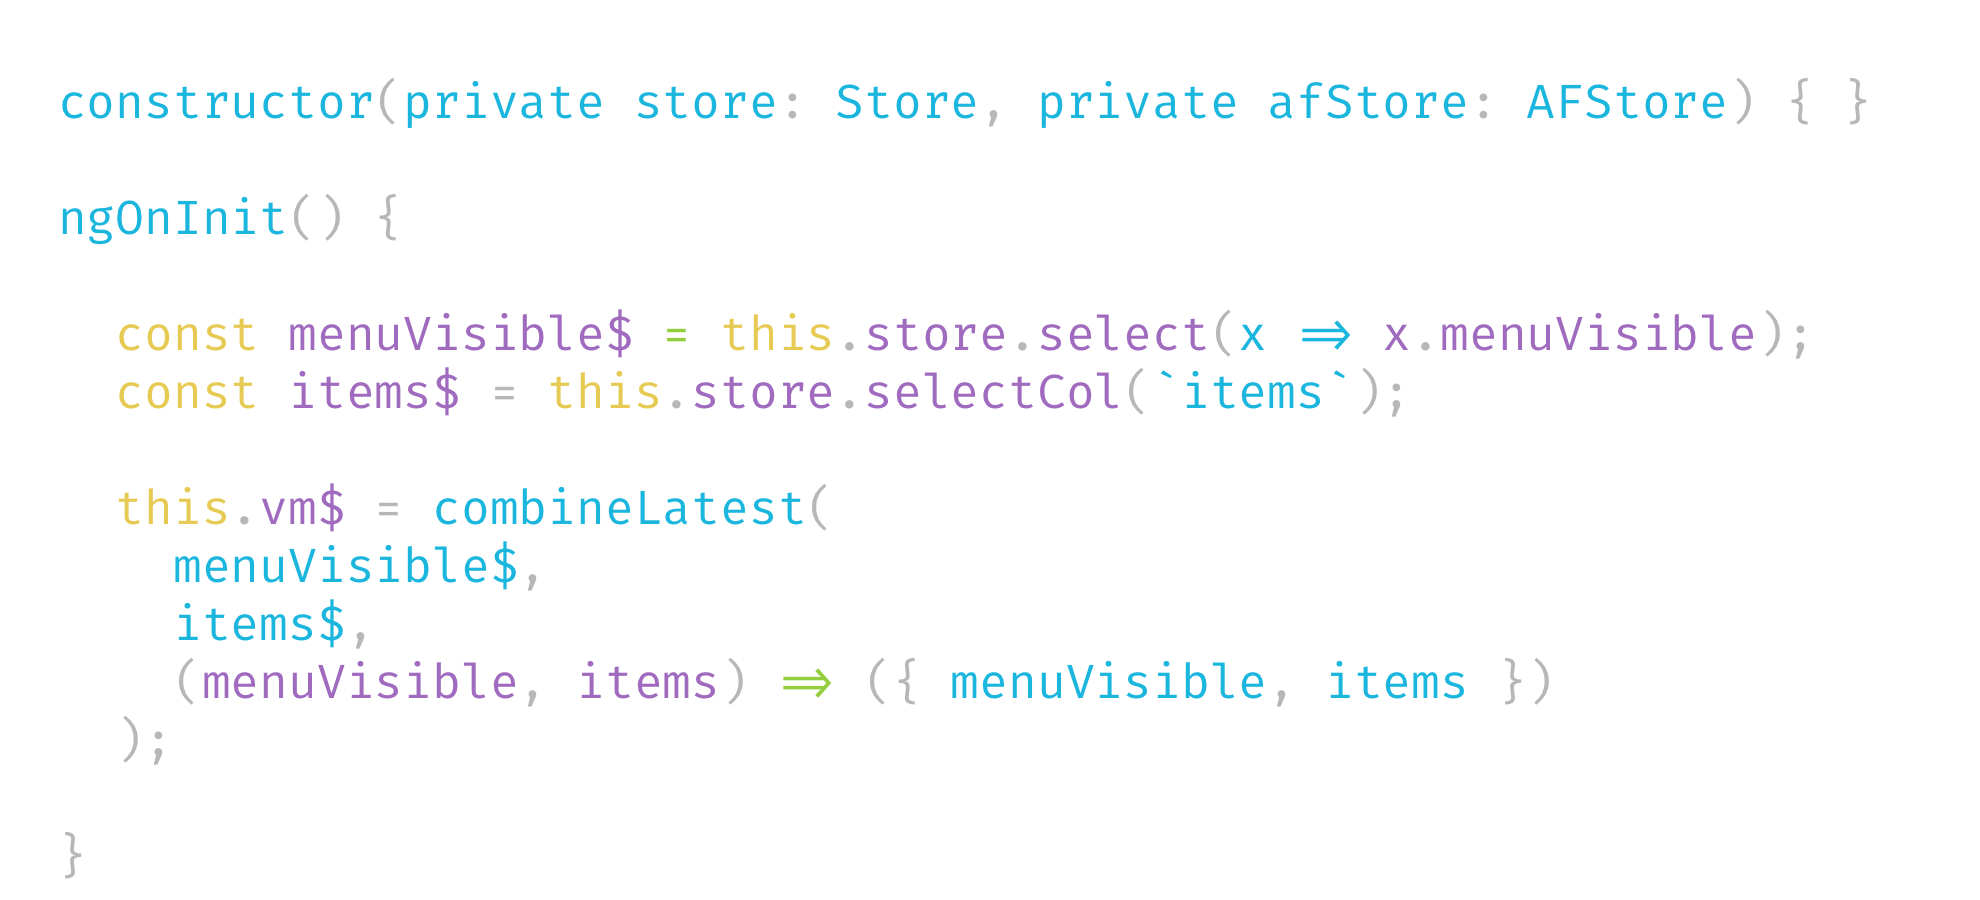 constructor(private store: Store, private afStore: AFStore) { }
ngOnInit() {
const menuVisible$ = this.store.select(x => x.menuVisible);
const items$ = this.store.selectCol(`items`);
this.vm$ = combineLatest(
menuVisible$,
items$,
(menuVisible, items) => ({ menuVisible, items })
);
}